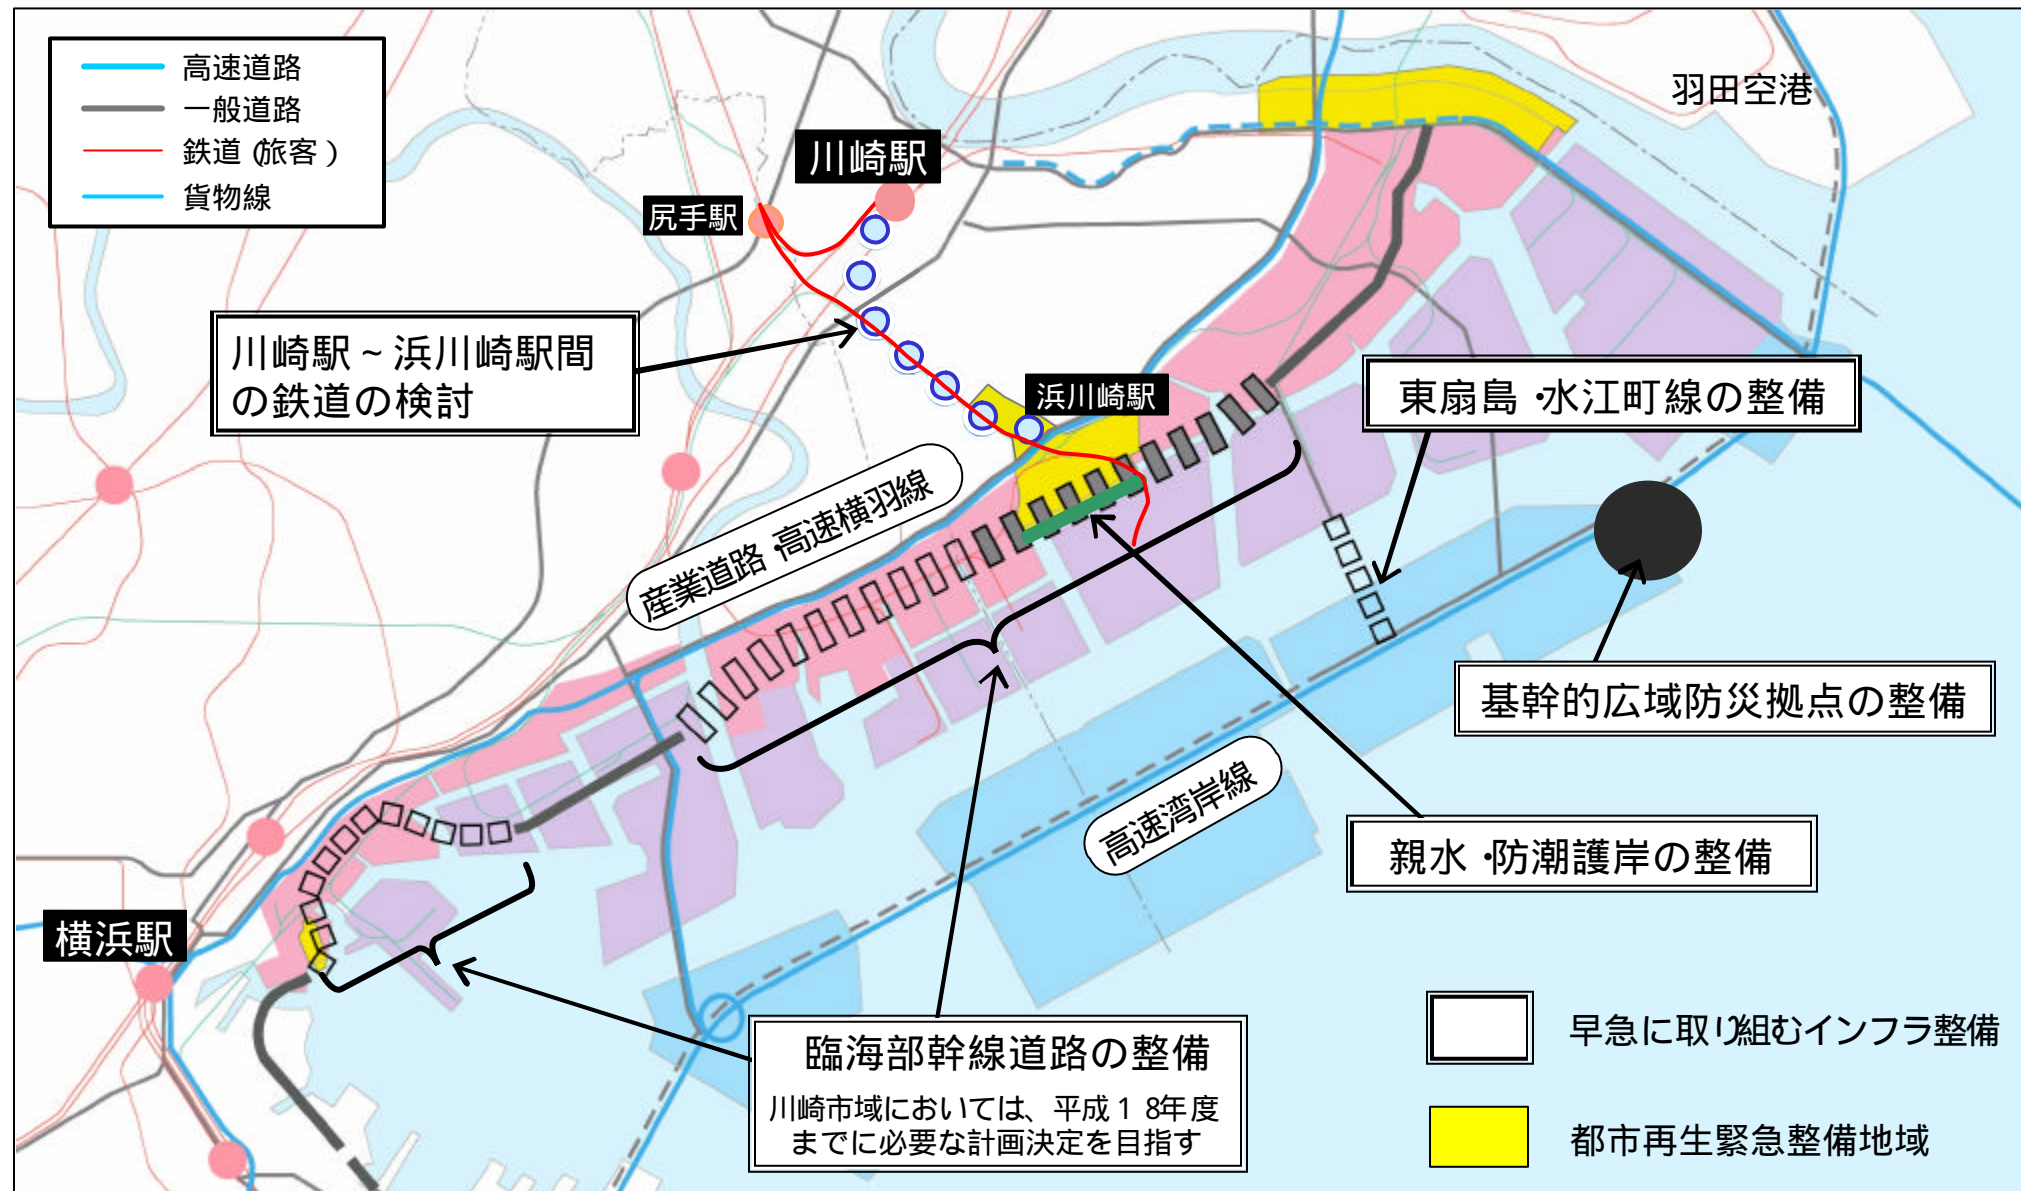 高速道路
一般道路
鉄道（旅客）
貨物線
羽田空港
川崎駅
尻手駅
川崎駅～浜川崎駅間
の鉄道の検討
浜川崎駅
東扇島・水江町線の整備
産業道路・高速横羽線
基幹的広域防災拠点の整備
高速湾岸線
親水・防潮護岸の整備
横浜駅
臨海部幹線道路の整備
川崎市域においては、平成１８年度
までに必要な計画決定を目指す
早急に取り組むインフラ整備
都市再生緊急整備地域